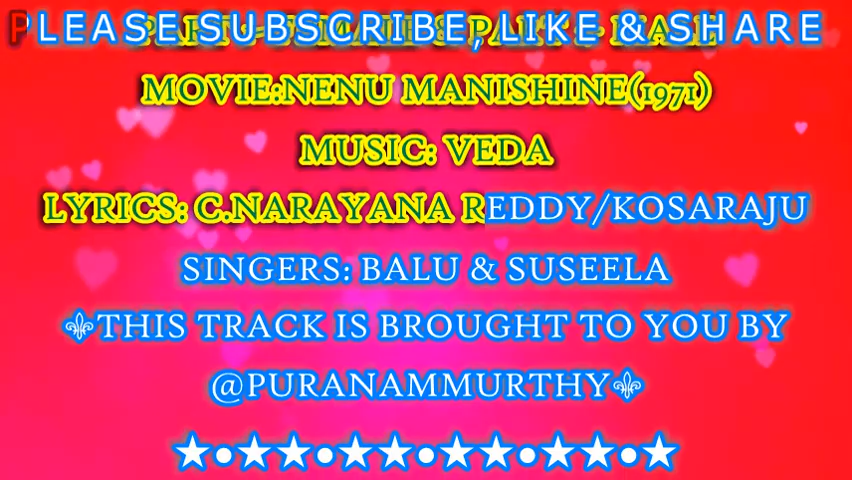 PLEASE SUBSCRIBE, LIKE & SHARE
MOVIE:NENU MANISHINE(1971)
MUSIC: VEDA
LYRICS: C.NARAYANA REDDY/KOSARAJU
SINGERS: BALU & SUSEELA
⚜THIS TRACK IS BROUGHT TO YOU BY
@PURANAMMURTHY⚜
★•★★•★★•★★•★★•★